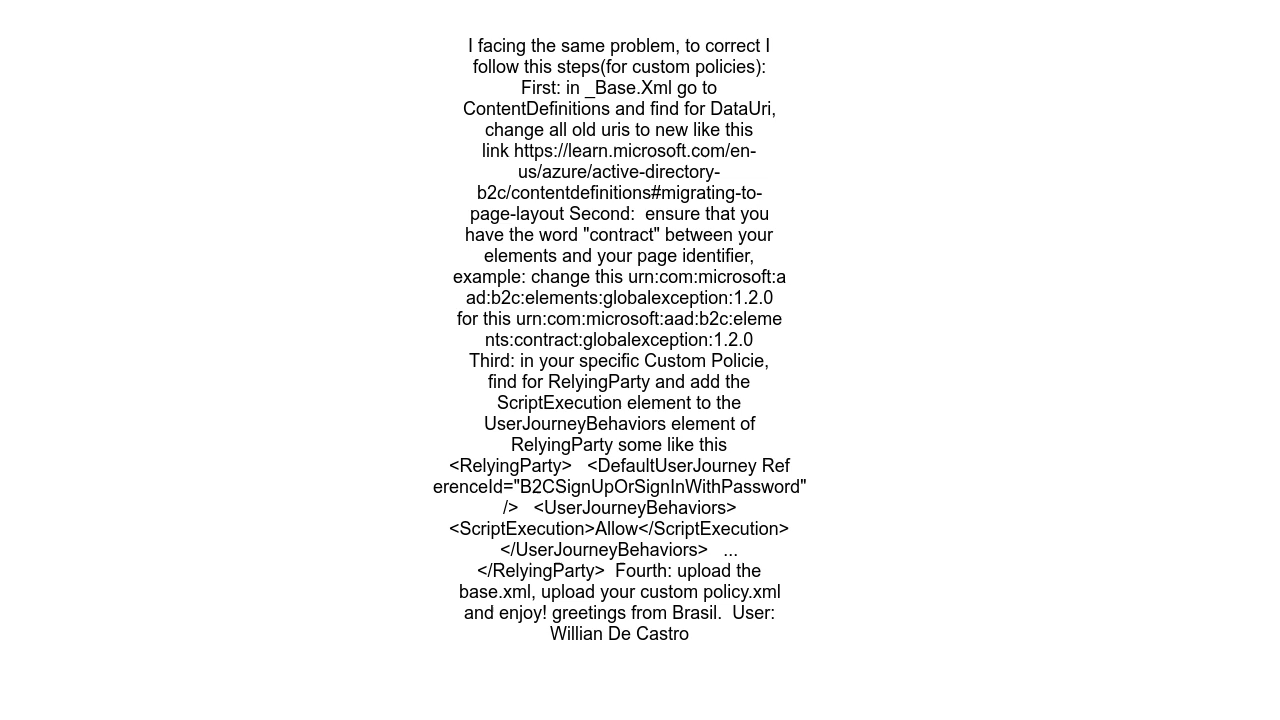 I facing the same problem, to correct I
follow this steps(for custom policies):
First: in _Base.Xml go to
ContentDefinitions and find for DataUri,
change all old uris to new like this
link https://learn.microsoft.com/en-
us/azure/active-directory-
b2c/contentdefinitions#migrating-to-
page-layout Second:  ensure that you
have the word "contract" between your
elements and your page identifier,
example: change this urn:com:microsoft:a
ad:b2c:elements:globalexception:1.2.0
for this urn:com:microsoft:aad:b2c:eleme
nts:contract:globalexception:1.2.0
Third: in your specific Custom Policie,
find for RelyingParty and add the
ScriptExecution element to the
UserJourneyBehaviors element of
RelyingParty some like this
<RelyingParty>   <DefaultUserJourney Ref
erenceId="B2CSignUpOrSignInWithPassword"
/>   <UserJourneyBehaviors>
<ScriptExecution>Allow</ScriptExecution>
</UserJourneyBehaviors>   ...
</RelyingParty>  Fourth: upload the
base.xml, upload your custom policy.xml
and enjoy! greetings from Brasil.  User:
Willian De Castro